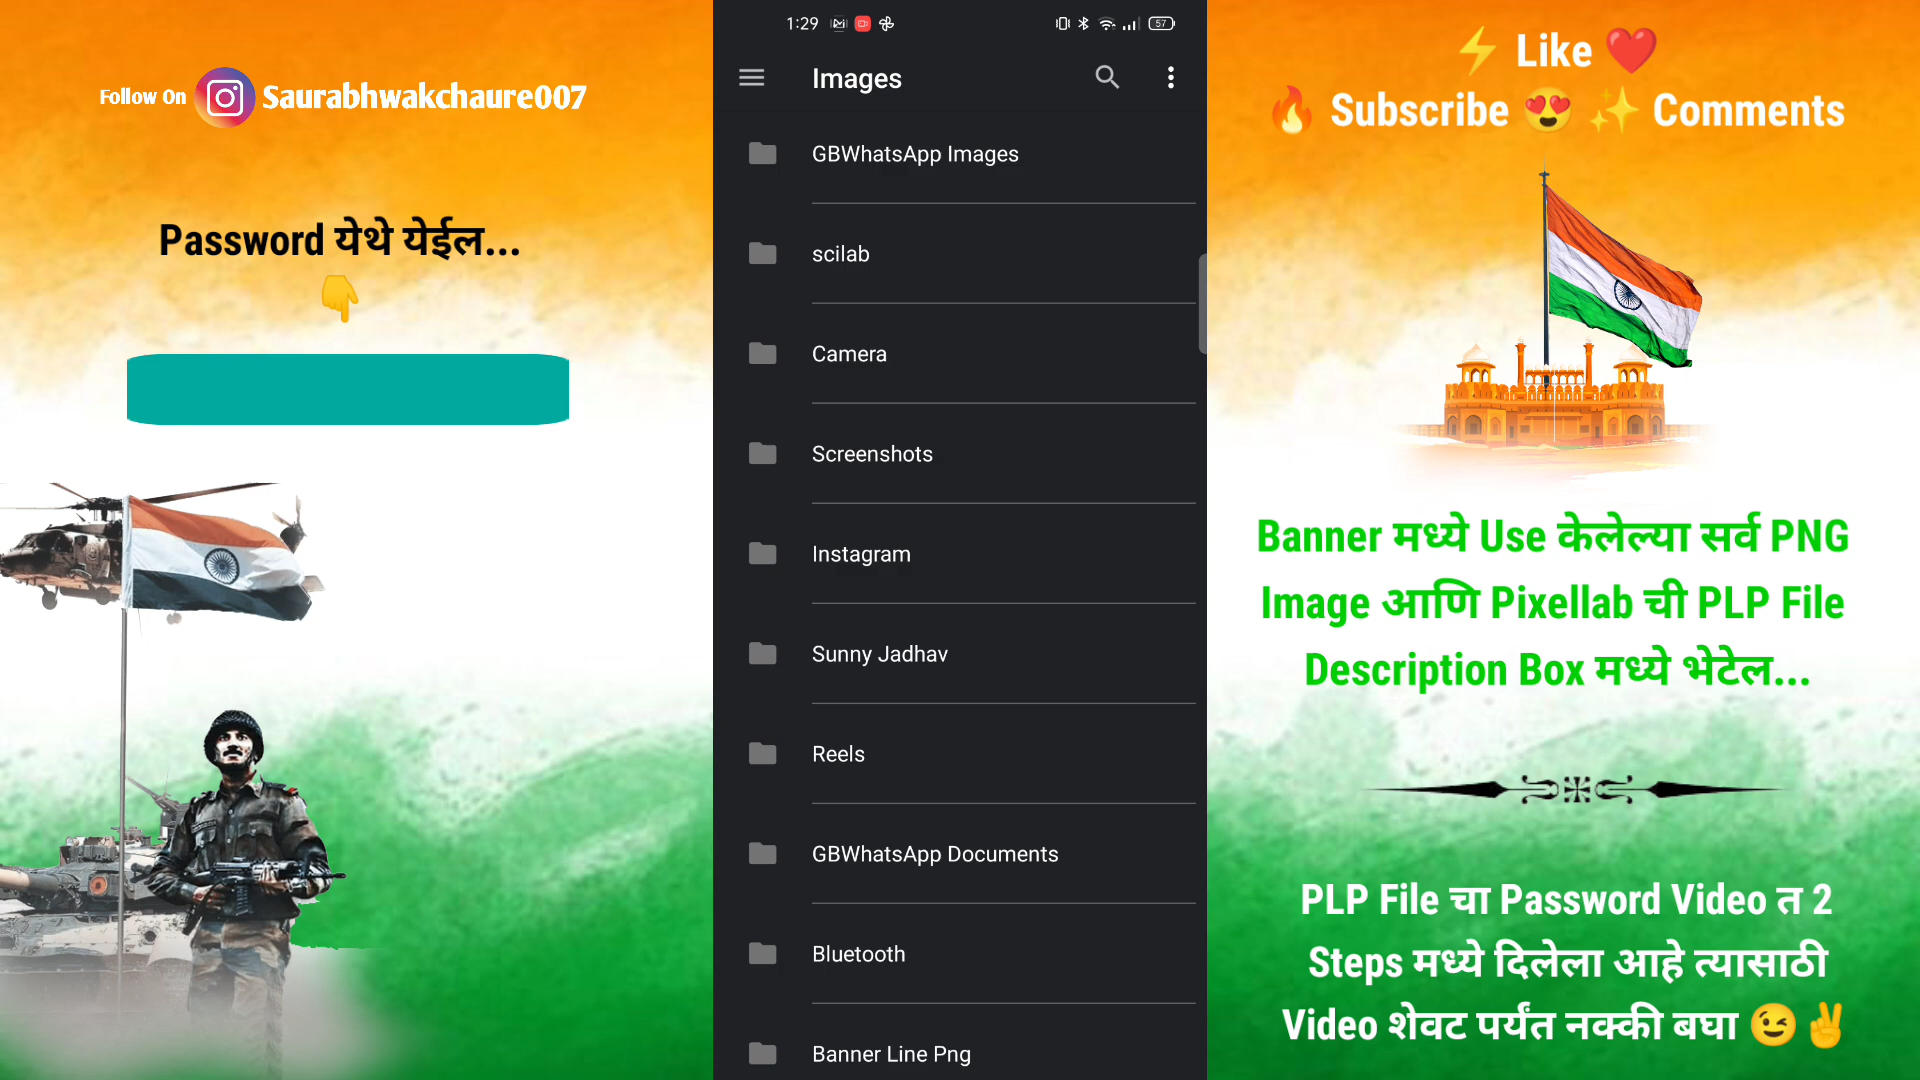 Follow On Saurabhwakchaure007
Password येथे येईल...
1:29
57
Images
GBWhatsApp Images
scilab
Camera
Screenshots
Instagram
Sunny Jadhav
Reels
GBWhatsApp Documents
Bluetooth
Banner Line Png
⚡ Like ❤️
🔥 Subscribe 😍 ✨ Comments
Banner मध्ये Use केलेल्या सर्व PNG
Image आणि Pixellab ची PLP File
Description Box मध्ये भेटेल...
PLP File चा Password Video त 2
Steps मध्ये दिलेला आहे त्यासाठी
Video शेवट पर्यंत नक्की बघा 😉✌️